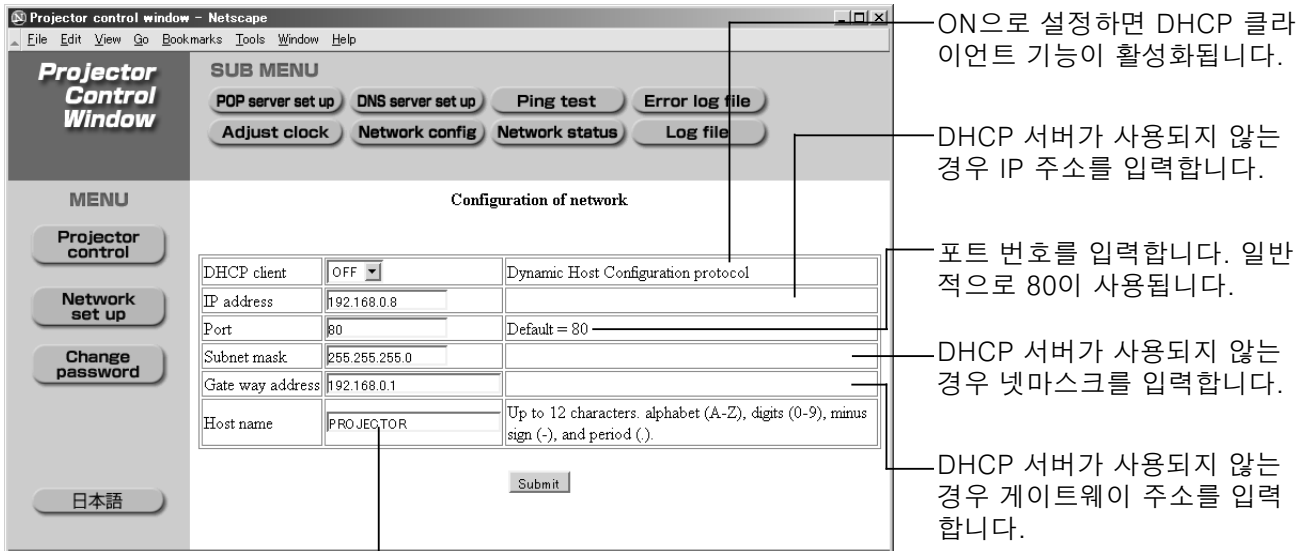 Projector control window - Netscape
File Edit View Go Bookmarks Tools Window Help
Projector
Control
Window
SUB MENU
POP server set up DNS server set up Ping test Error log file
Adjust clock Network config Network status Log file
MENU
Projector
control
Network
set up
Change
password
日本語
Configuration of network
DHCP client OFF Dynamic Host Configuration protocol
IP address 192.168.0.8
Port 80 Default = 80
Subnet mask 255.255.255.0
Gate way address 192.168.0.1
Host name PROJECTOR Up to 12 characters. alphabet (A-Z), digits (0-9), minus
sign (-), and period (.).
Submit
ON으로 설정하면 DHCP 클라
이언트 기능이 활성화됩니다.
DHCP 서버가 사용되지 않는
경우 IP 주소를 입력합니다.
포트 번호를 입력합니다. 일반
적으로 80이 사용됩니다.
DHCP 서버가 사용되지 않는
경우 넷마스크를 입력합니다.
DHCP 서버가 사용되지 않는
경우 게이트웨이 주소를 입력
합니다.